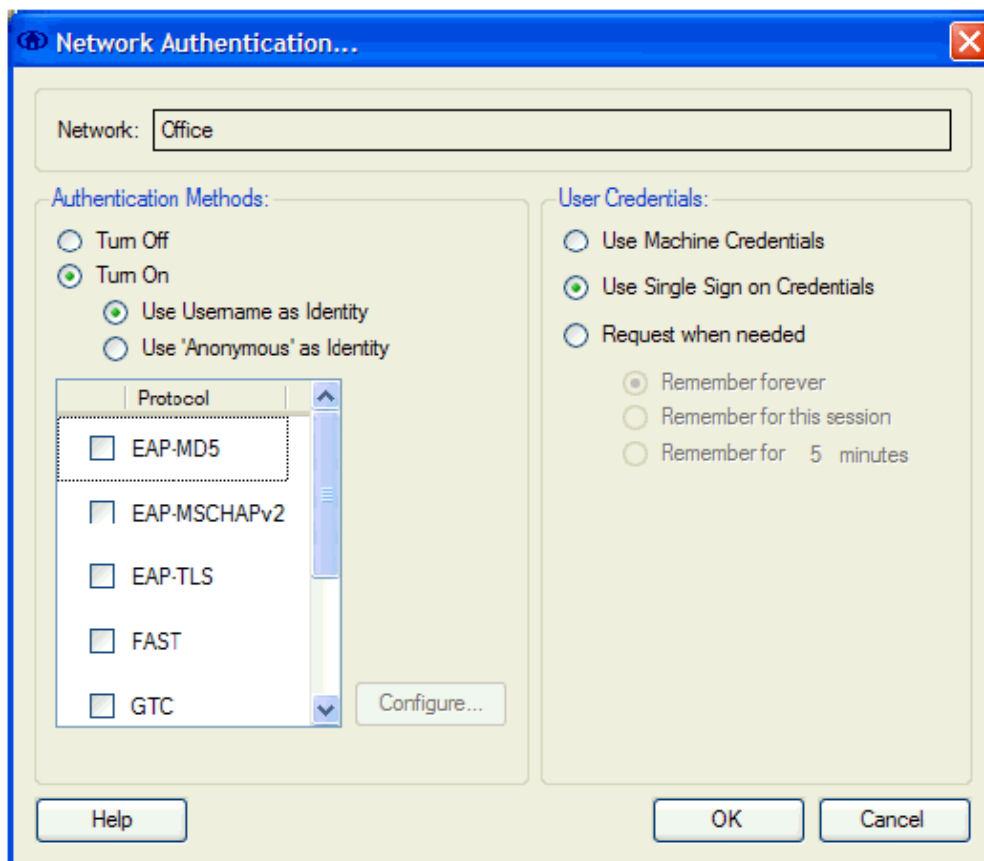 Network Authentication...
Network: Office
Authentication Methods:
Turn Off
Turn On
Use Username as Identity
Use 'Anonymous' as Identity
Protocol
EAP-MD5
EAP-MSCHAPv2
EAP-TLS
FAST
GTC
Configure...
User Credentials:
Use Machine Credentials
Use Single Sign on Credentials
Request when needed
Remember forever
Remember for this session
Remember for 5 minutes
Help
OK
Cancel